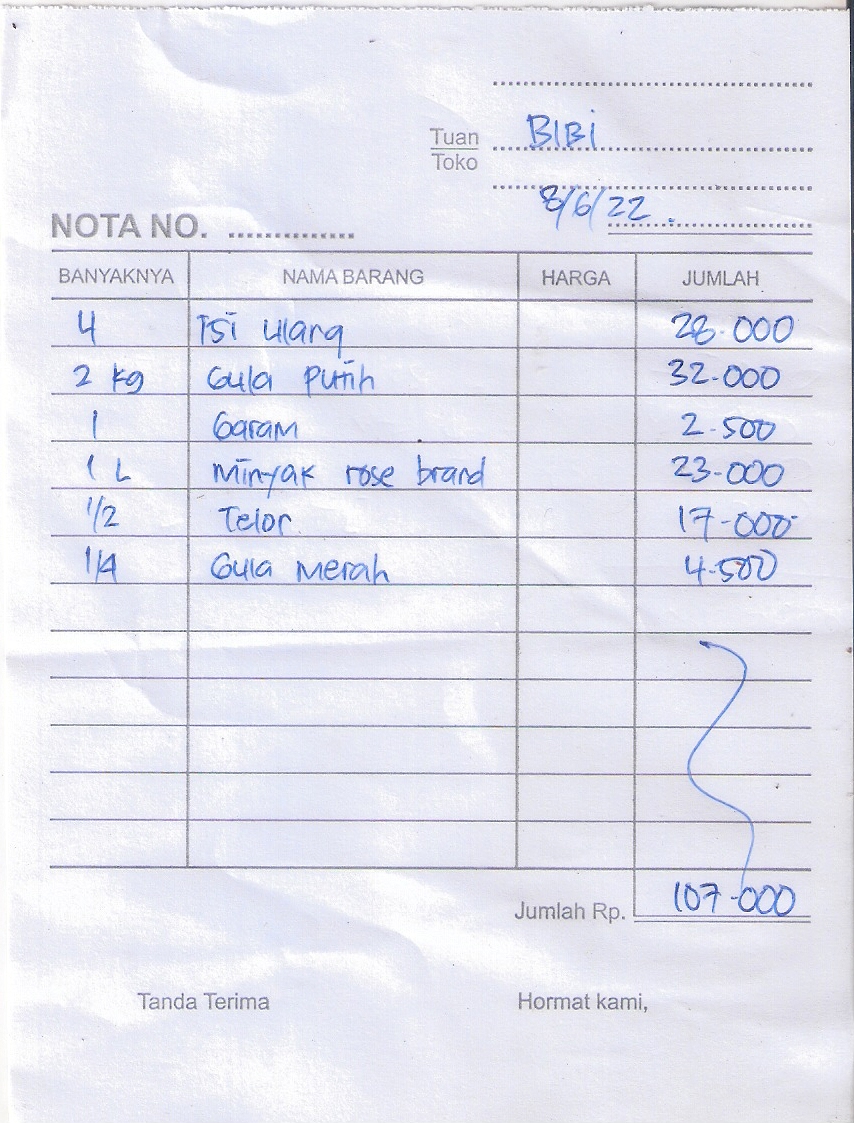 Tuan BIBI
Toko
8/6/22.
NOTA NO. ..............
BANYAKNYA NAMA BARANG HARGA JUMLAH
4 isi ulang 28.000
2 kg Gula Putih 32.000
1 Garam 2.500
1 L Minyak rose brand 23.000
1/2 Telor 17.000
1/4 Gula Merah 4.500
Jumlah Rp. 107.000
Tanda Terima Hormat kami,